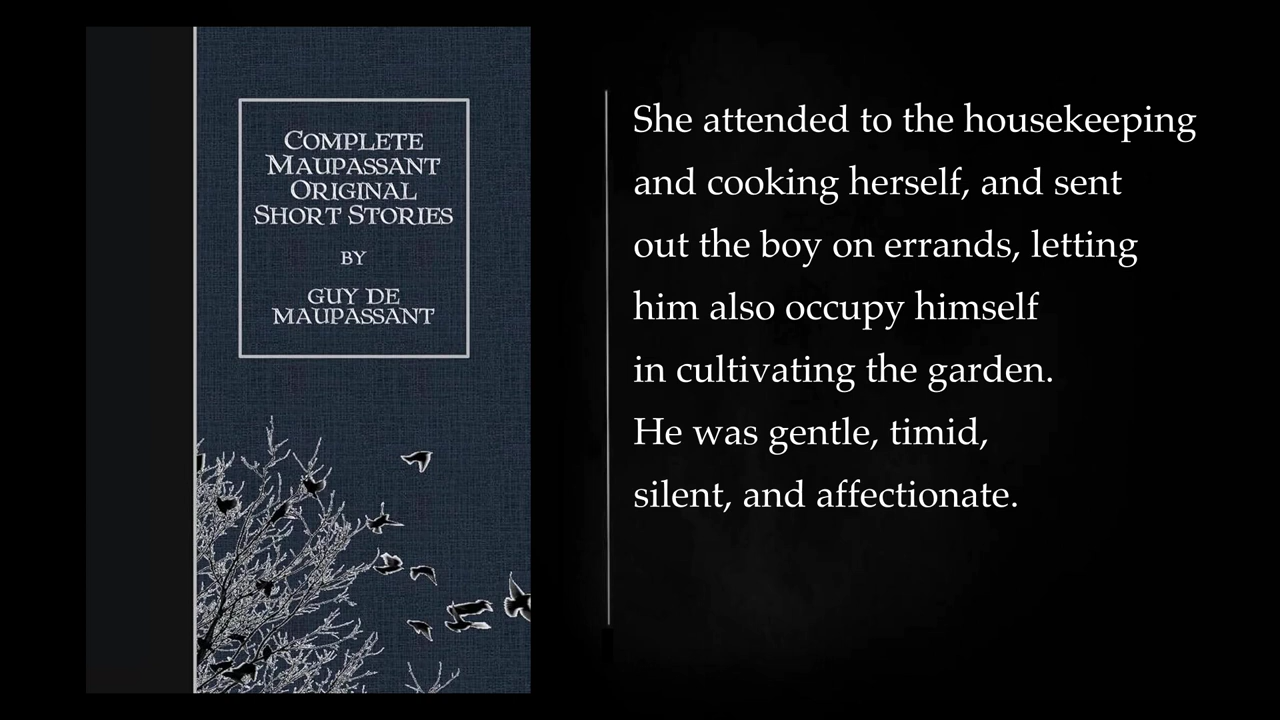 COMPLETE
MAUPASSANT
ORIGINAL
SHORT STORIES
BY
GUY DE
MAUPASSANT
She attended to the housekeeping
and cooking herself, and sent
out the boy on errands, letting
him also occupy himself
in cultivating the garden.
He was gentle, timid,
silent, and affectionate.